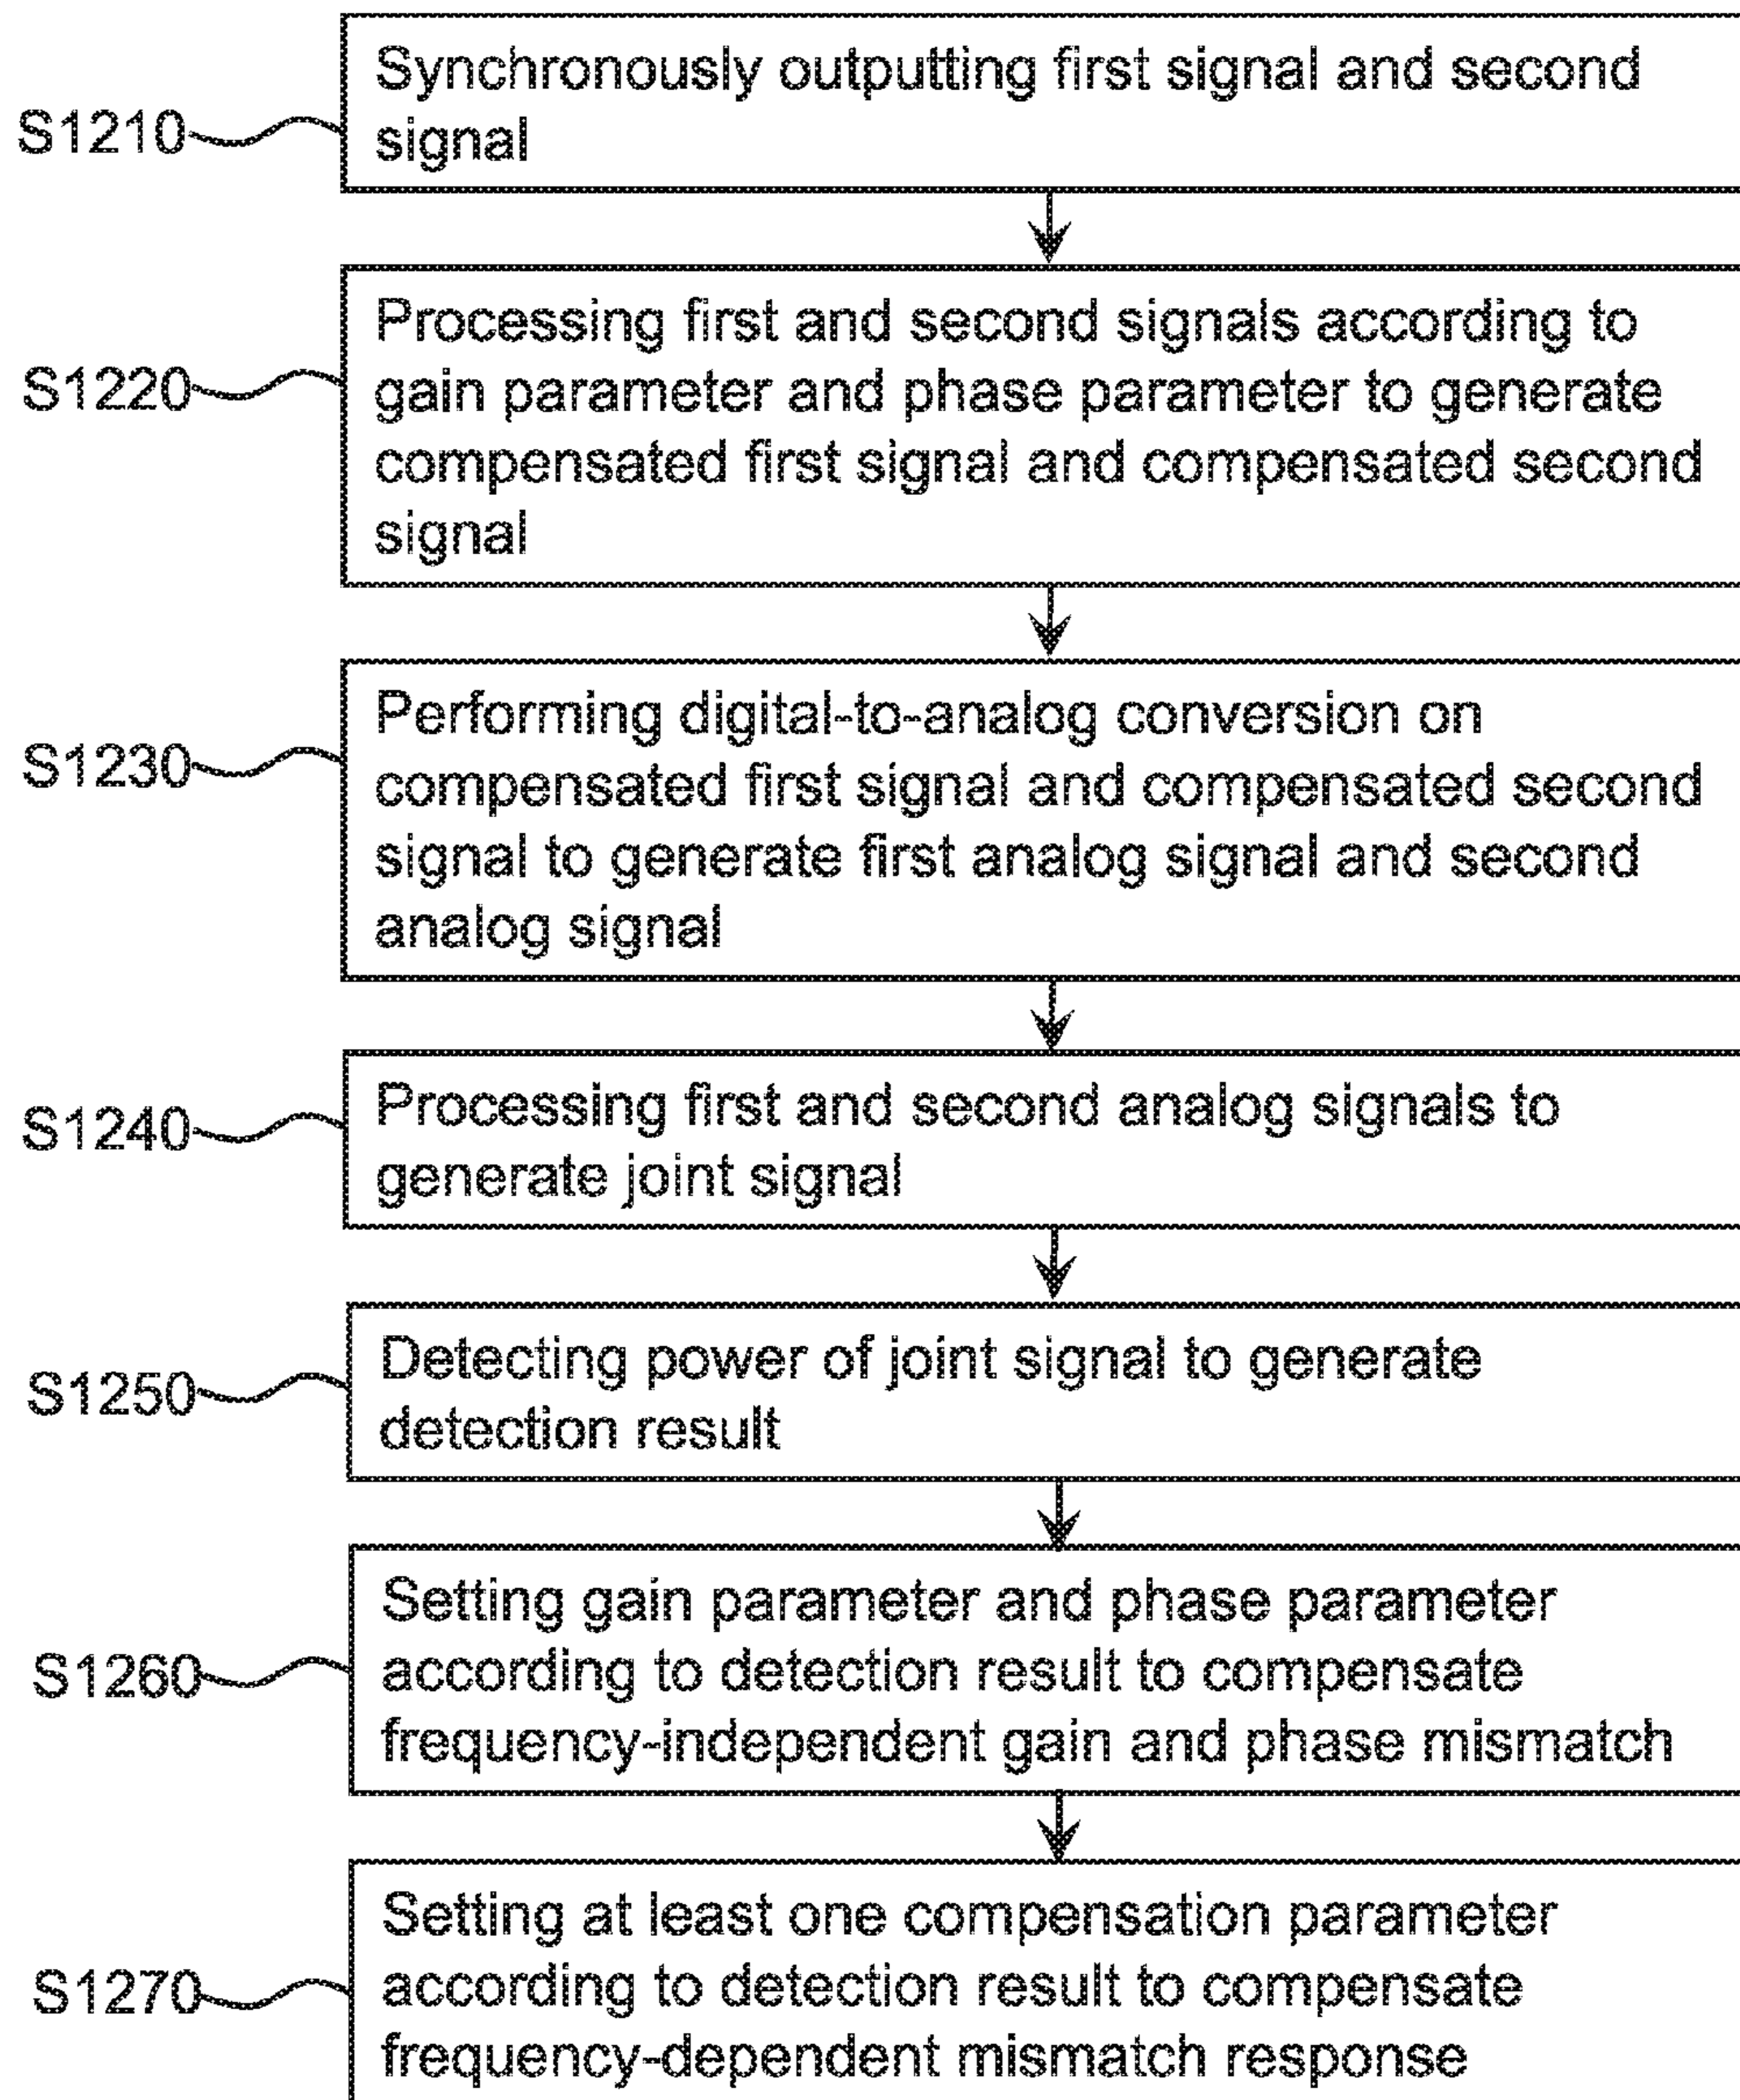 Synchronously outputting first signal and second
S1210
signal
Processing first and second signals according to
S1220
gain parameter and phase parameter to generate
compensated first signal and compensated second
signal
Performing digital-to-analog conversion on
S1230
compensated first signal and compensated second
signal to generate first analog signal and second
analog signal
Processing first and second analog signals to
S1240
generate joint signal
Detecting power of joint signal to generate
S1250
detection result
Setting gain parameter and phase parameter
S1260
according to detection result to compensate
frequency-independent gain and phase mismatch
Setting at least one compensation parameter
S1270
according to detection result to compensate
frequency-dependent mismatch response